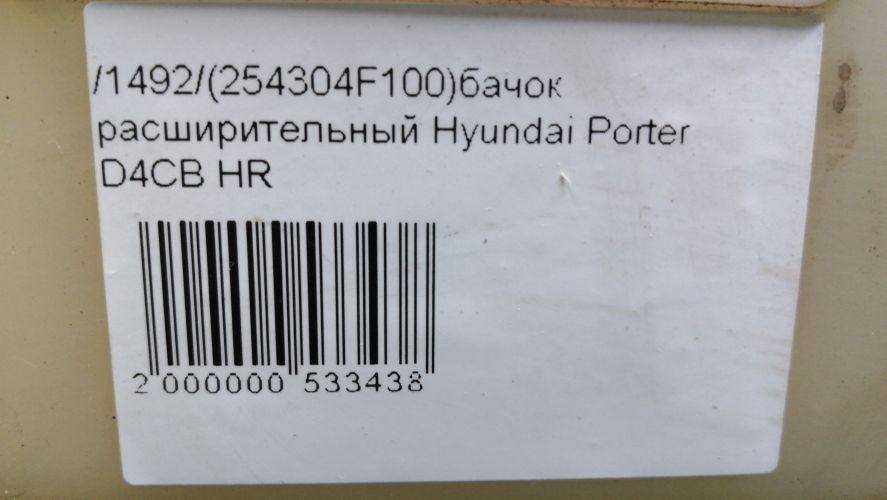 /1492/(254304F100)бачок
расширительный Hyundai Porter
D4CB HR
2 000000 533438